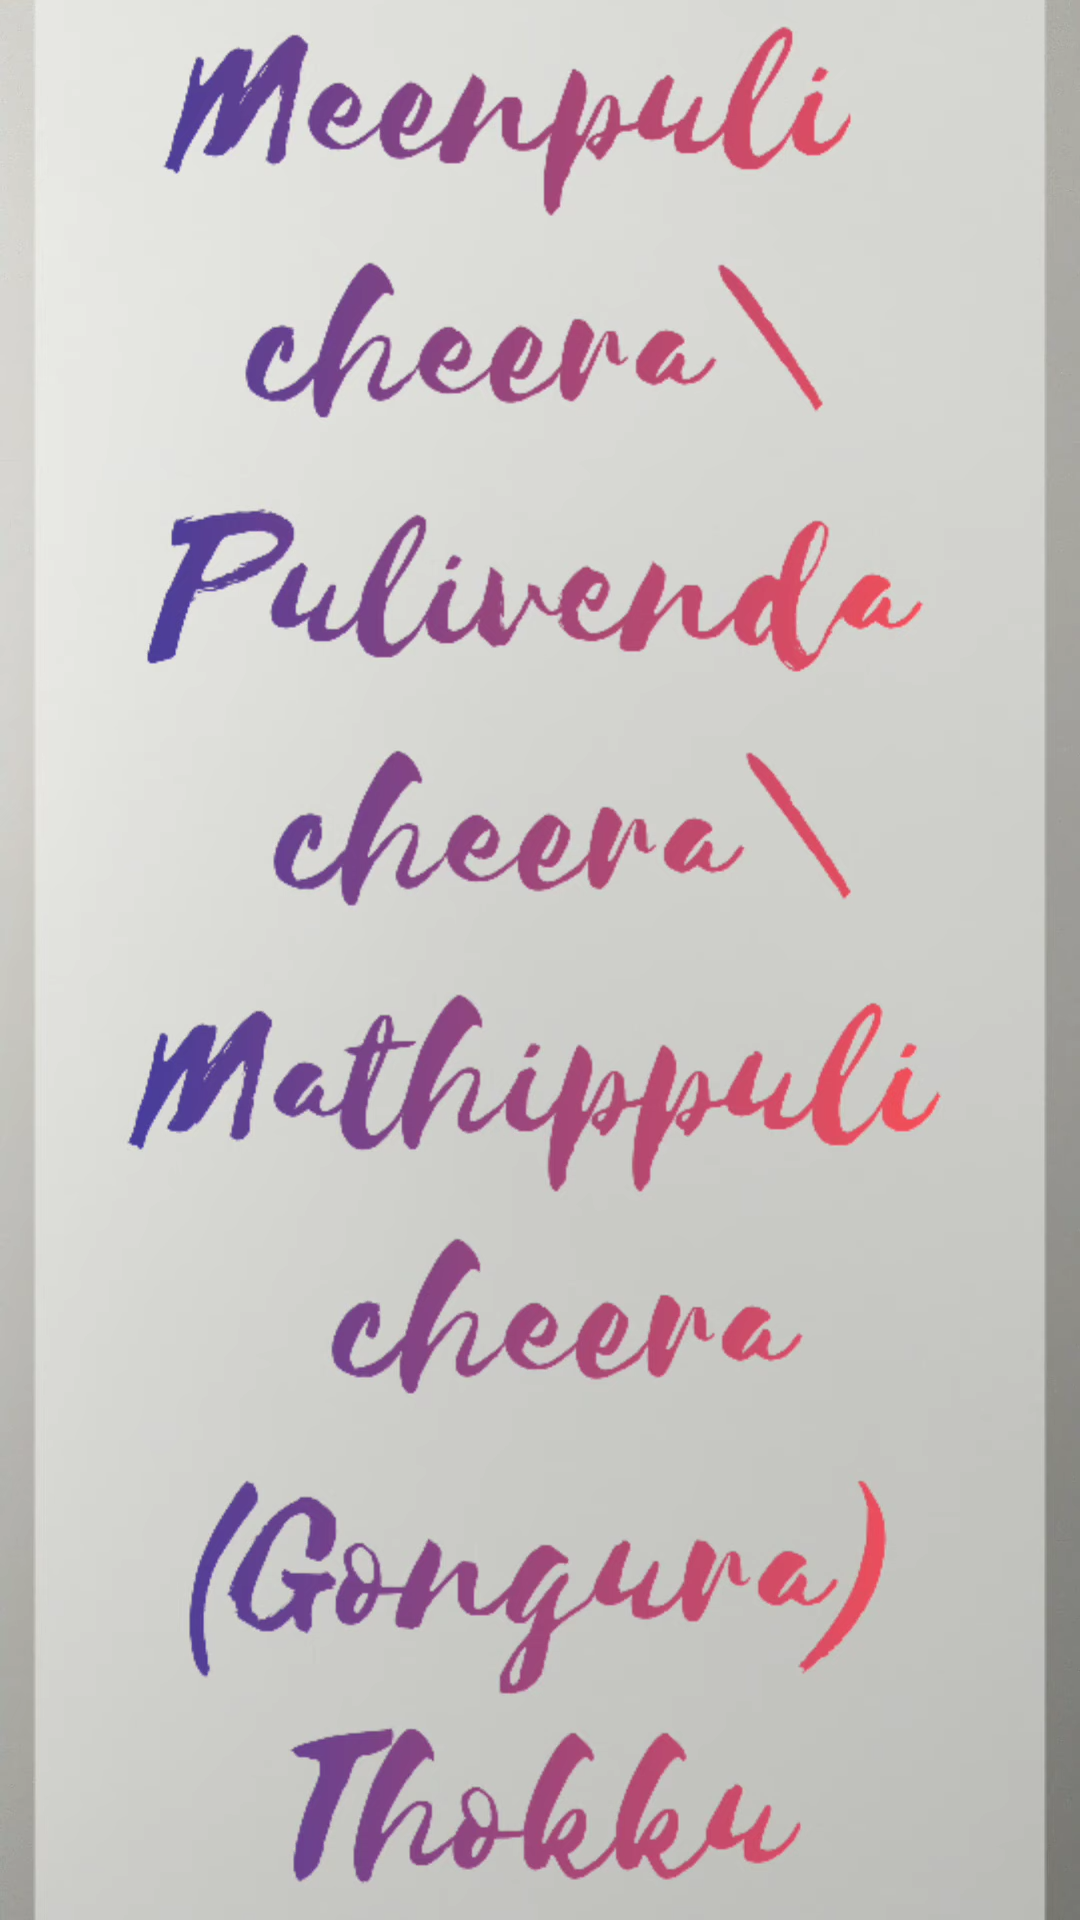 Meenpuli
cheera \
Pulivenda
cheera \
Mathippuli
cheera
(Gongura)
Thokku